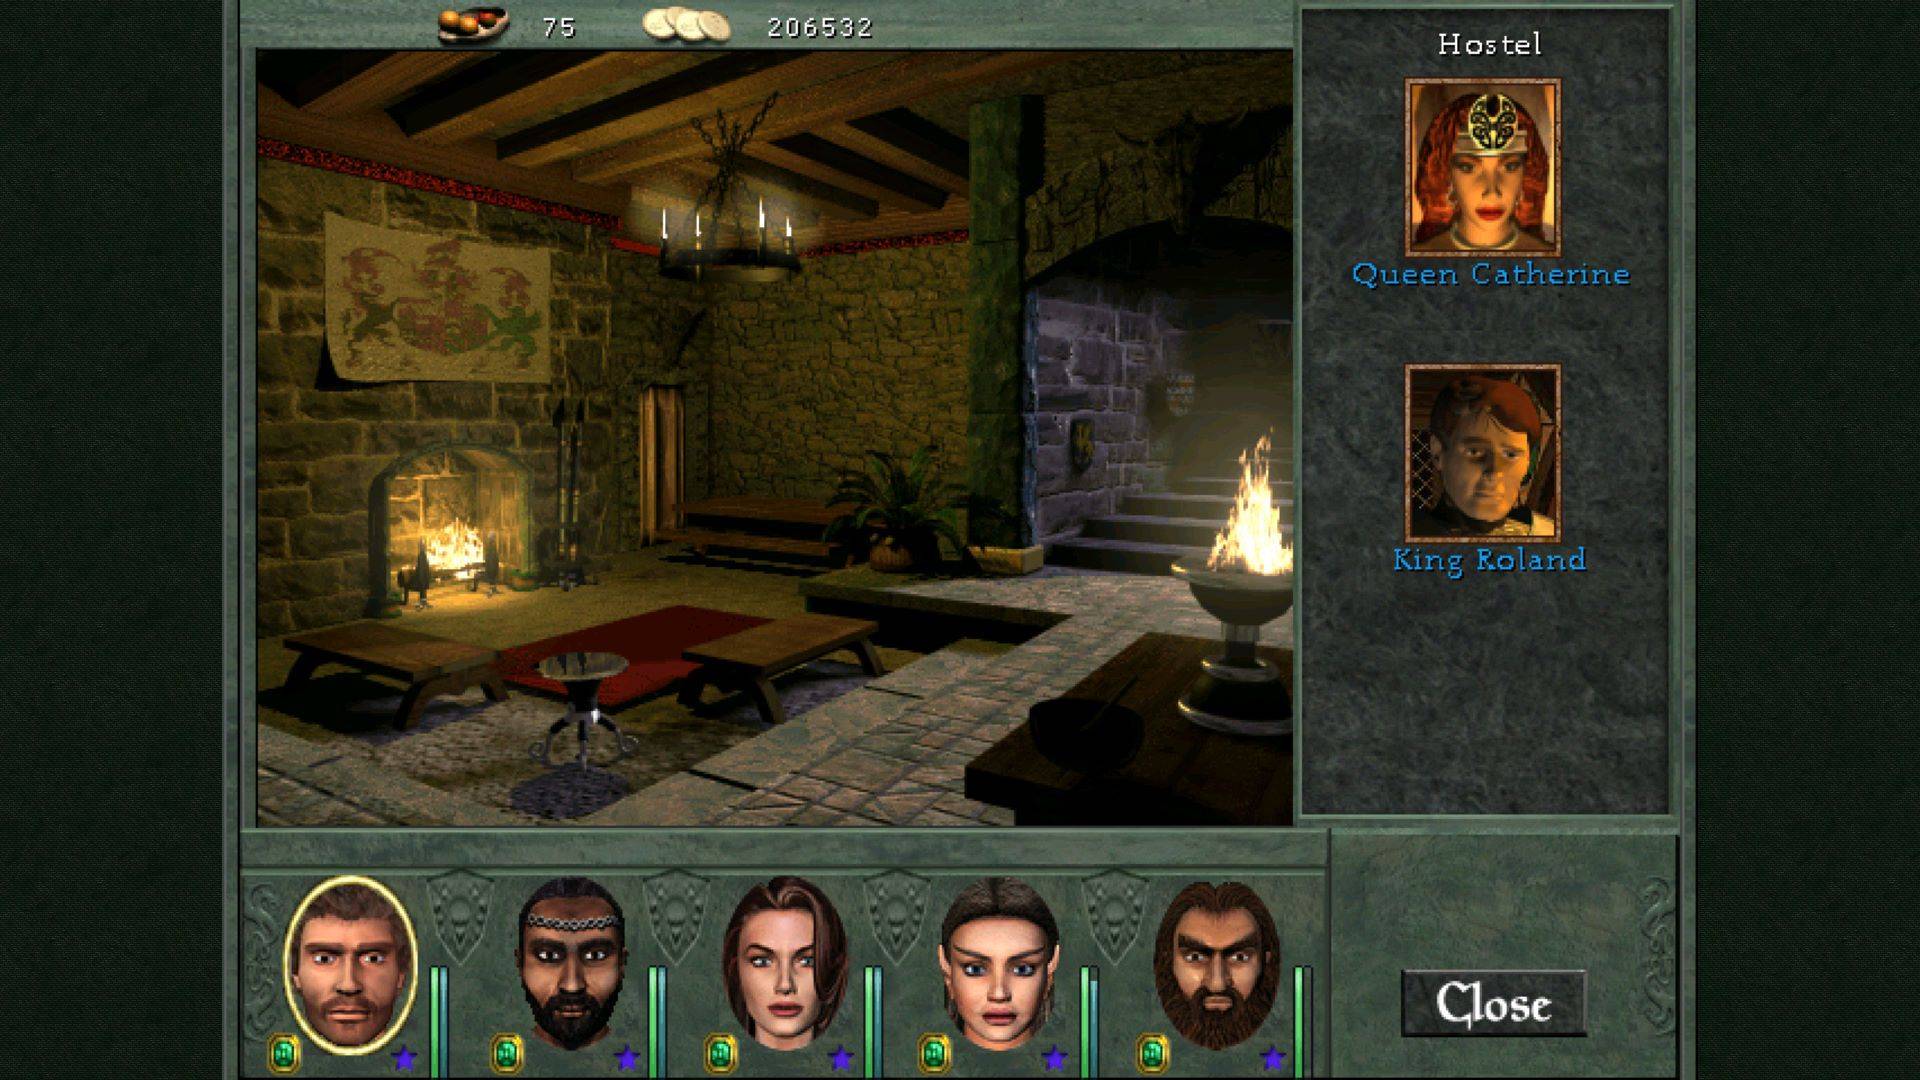 75
206532
Hostel
Queen Catherine
King Roland
Close